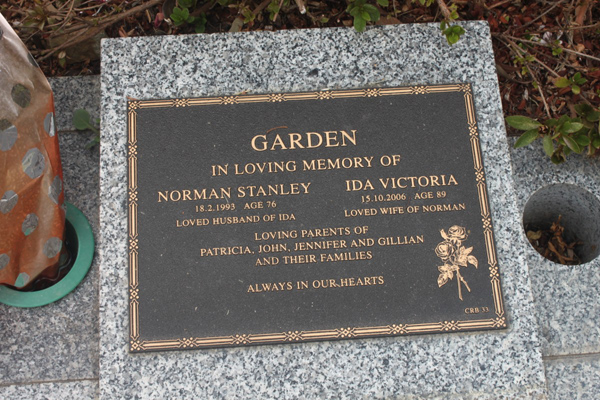 GARDEN
IN LOVING MEMORY OF
NORMAN STANLEY
18.2.1993 AGE 76
LOVED HUSBAND OF IDA
IDA VICTORIA
15.10.2006 AGE 89
LOVED WIFE OF NORMAN
LOVING PARENTS OF
PATRICIA, JOHN, JENNIFER AND GILLIAN
AND THEIR FAMILIES
ALWAYS IN OUR HEARTS
CRB 33